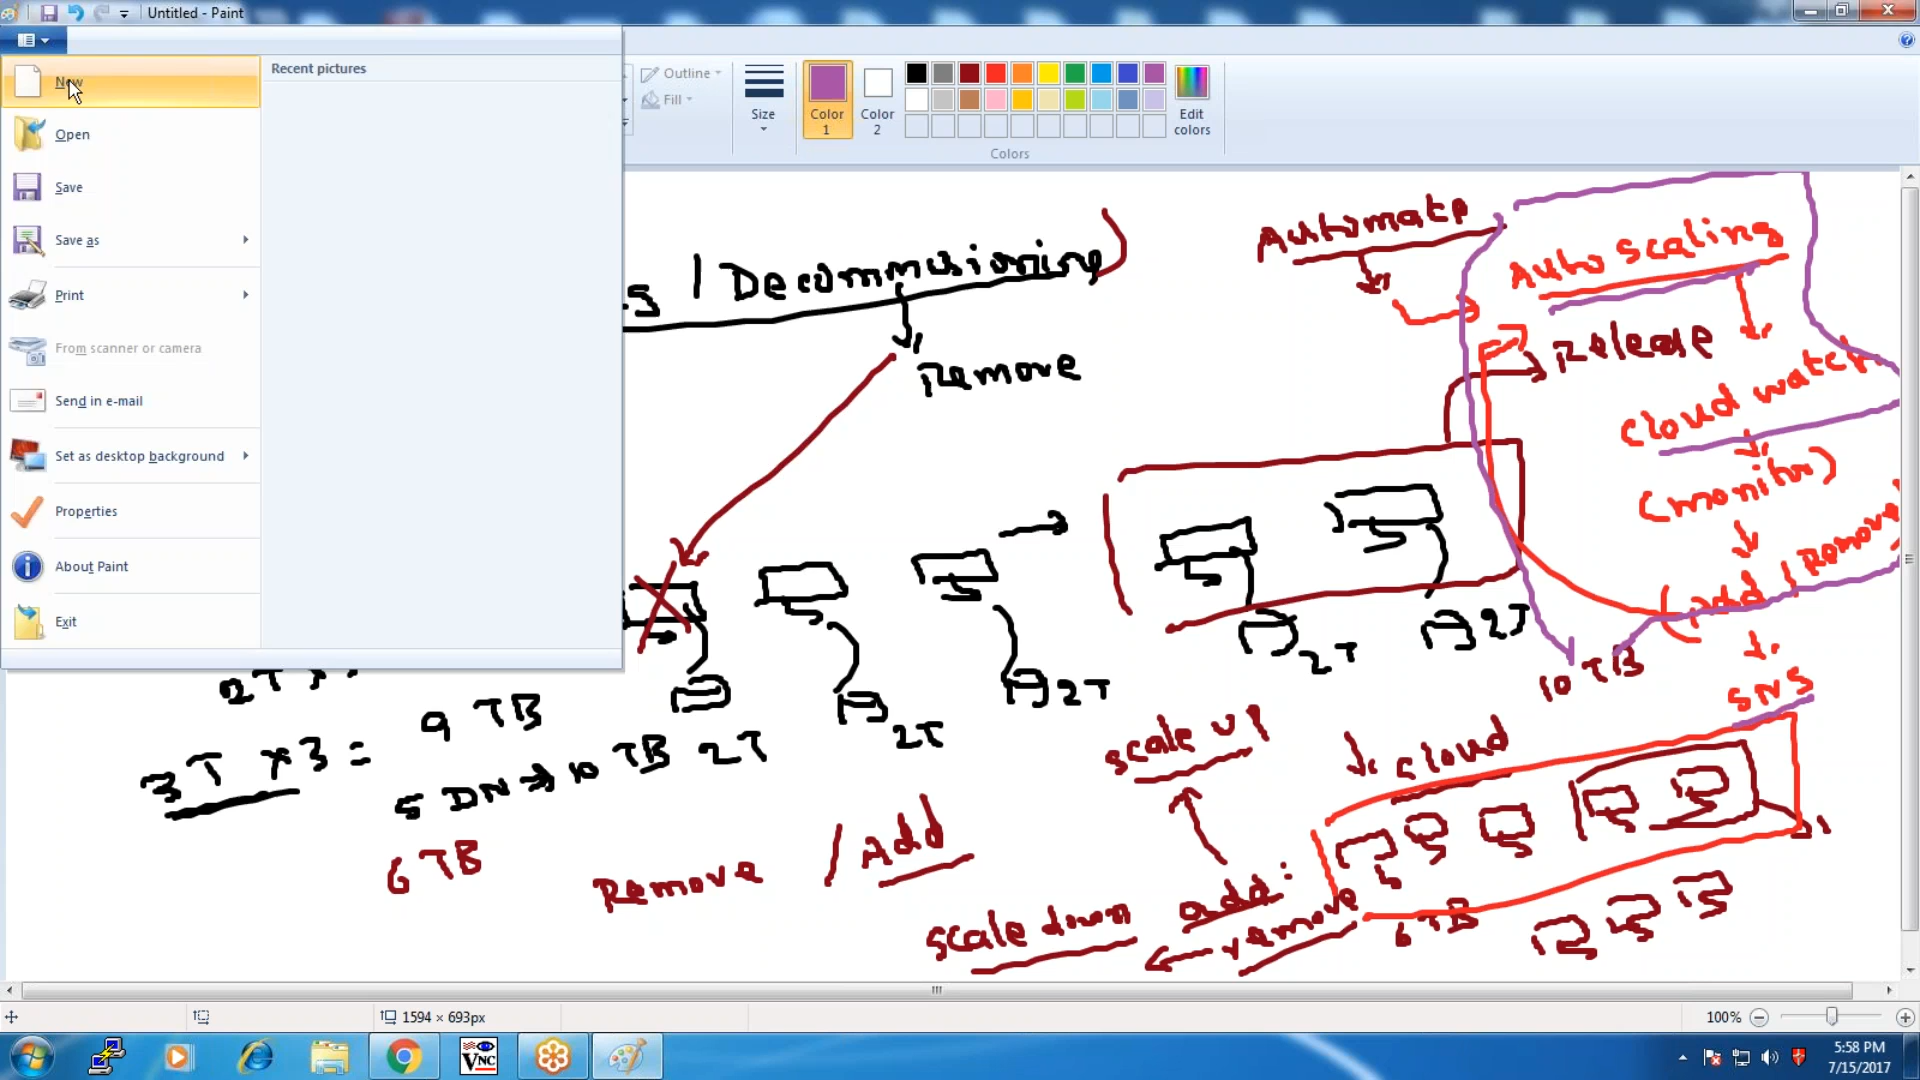 Untitled - Paint
New
Recent pictures
Open
Save
Save as
Print
From scanner or camera
Send in e-mail
Set as desktop background
Properties
About Paint
Exit
Outline
Fill
Size
Color
1
Color
2
Edit
colors
Colors
/ Decommisioning)
Remove
Automate
Auto scaling
Release
cloud watch
(monitor)
(Add / Remove
SNS
10 TB
2T
2T
2T
2T
9 TB
3T x 3 =
5 DN → 10 TB 2T
6 TB
Remove / Add
scale up
cloud
scale down
add:
remove
6 TB
1594 × 693px
100%
VNC
5:58 PM
7/15/2017